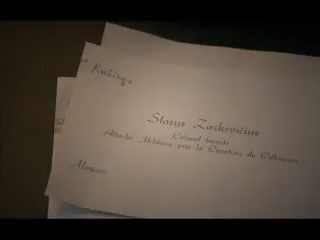 Stasys Zaskevičius
Colonel breveté
Attaché Militaire près la Légation de Lithuanie
Moscou